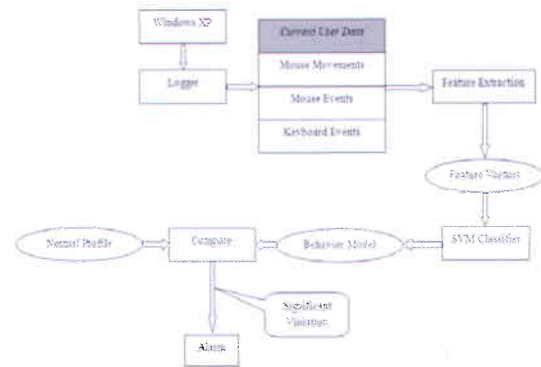 Windows XP
Logger
Current User Data
Mouse Movements
Mouse Events
Keyboard Events
Feature Extraction
Feature Vectors
SVM Classifier
Behavior Model
Compare
Normal Profile
Significant
Violation
Alarm